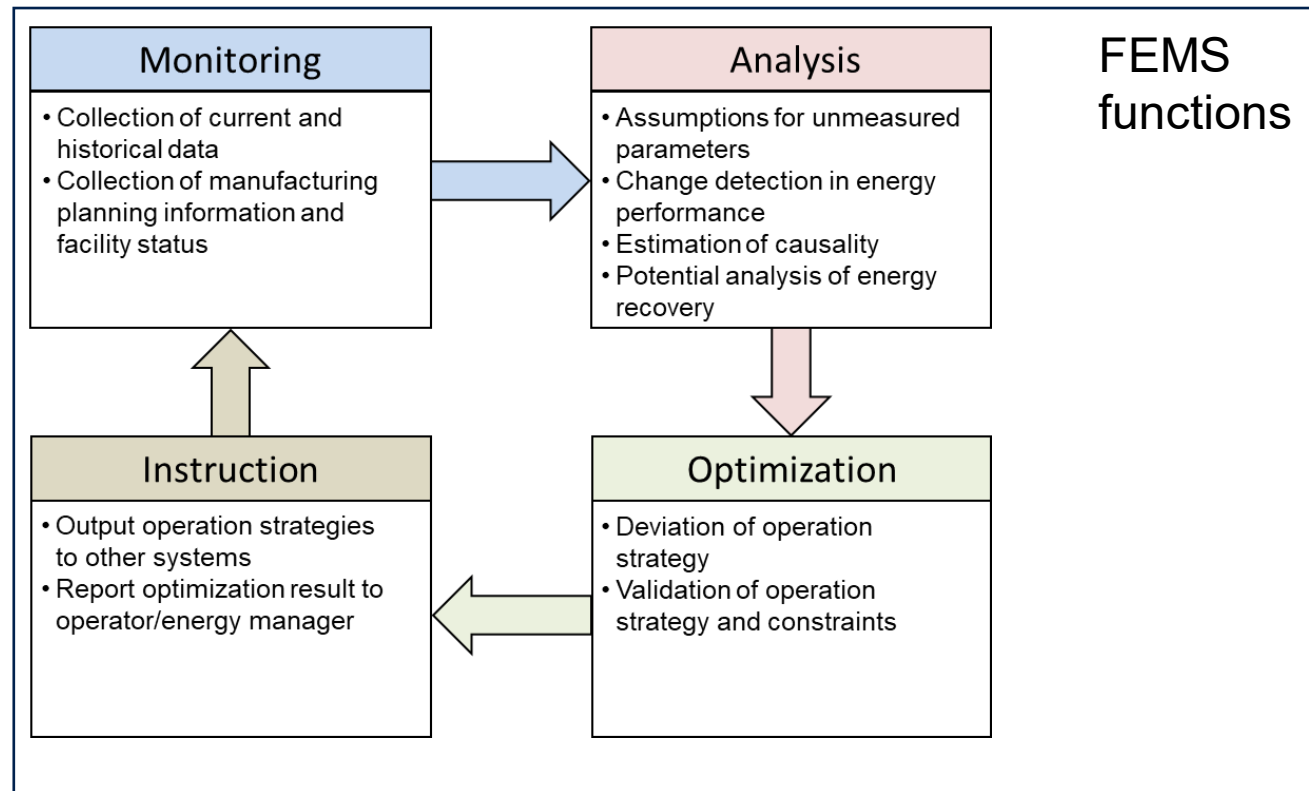 FEMS
functions
Monitoring
• Collection of current and
historical data
• Collection of manufacturing
planning information and
facility status
Analysis
• Assumptions for unmeasured
parameters
• Change detection in energy
performance
• Estimation of causality
• Potential analysis of energy
recovery
Optimization
• Deviation of operation
strategy
• Validation of operation
strategy and constraints
Instruction
• Output operation strategies
to other systems
• Report optimization result to
operator/energy manager